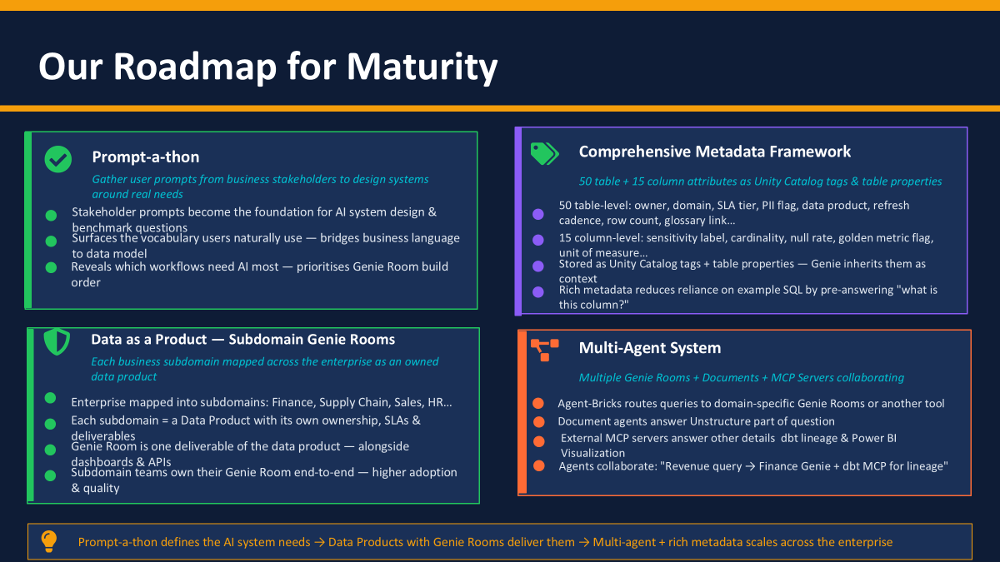 Our Roadmap for Maturity
Prompt-a-thon
Gather user prompts from business stakeholders to design systems
around real needs
Stakeholder prompts become the foundation for AI system design &
benchmark questions
Surfaces the vocabulary users naturally use — bridges business language
to data model
Reveals which workflows need AI most — prioritises Genie Room build
order
Comprehensive Metadata Framework
50 table + 15 column attributes as Unity Catalog tags & table properties
50 table-level: owner, domain, SLA tier, PII flag, data product, refresh
cadence, row count, glossary link…
15 column-level: sensitivity label, cardinality, null rate, golden metric flag,
unit of measure…
Stored as Unity Catalog tags + table properties — Genie inherits them as
context
Rich metadata reduces reliance on example SQL by pre-answering "what is
this column?"
Data as a Product — Subdomain Genie Rooms
Each business subdomain mapped across the enterprise as an owned
data product
Enterprise mapped into subdomains: Finance, Supply Chain, Sales, HR…
Each subdomain = a Data Product with its own ownership, SLAs &
deliverables
Genie Room is one deliverable of the data product — alongside
dashboards & APIs
Subdomain teams own their Genie Room end-to-end — higher adoption
& quality
Multi-Agent System
Multiple Genie Rooms + Documents + MCP Servers collaborating
Agent-Bricks routes queries to domain-specific Genie Rooms or another tool
Document agents answer Unstructure part of question
External MCP servers answer other details  dbt lineage & Power BI
Visualization
Agents collaborate: "Revenue query → Finance Genie + dbt MCP for lineage"
Prompt-a-thon defines the AI system needs → Data Products with Genie Rooms deliver them → Multi-agent + rich metadata scales across the enterprise